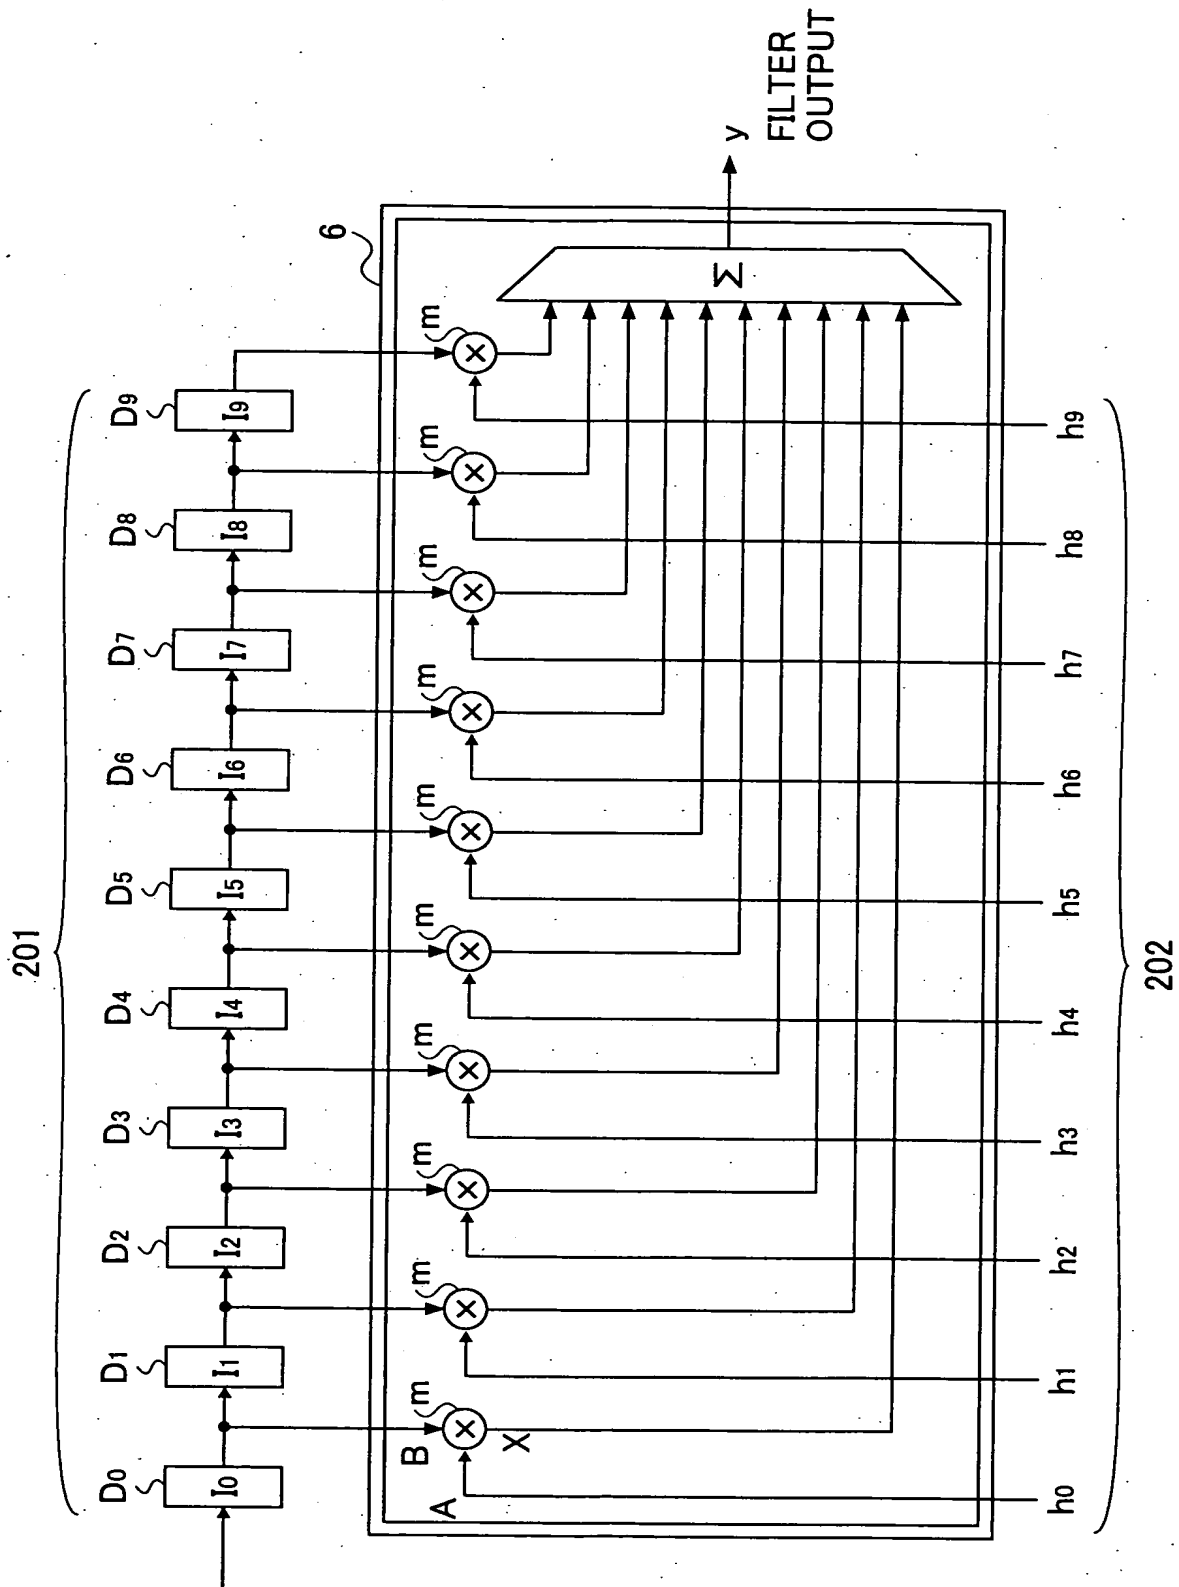 201
D0 D1 D2 D3 D4 D5 D6 D7 D8 D9
I0 I1 I2 I3 I4 I5 I6 I7 I8 I9
6
m m m m m m m m m m
B
A
X
× × × × × × × × × ×
Σ
y
FILTER
OUTPUT
h0 h1 h2 h3 h4 h5 h6 h7 h8 h9
202